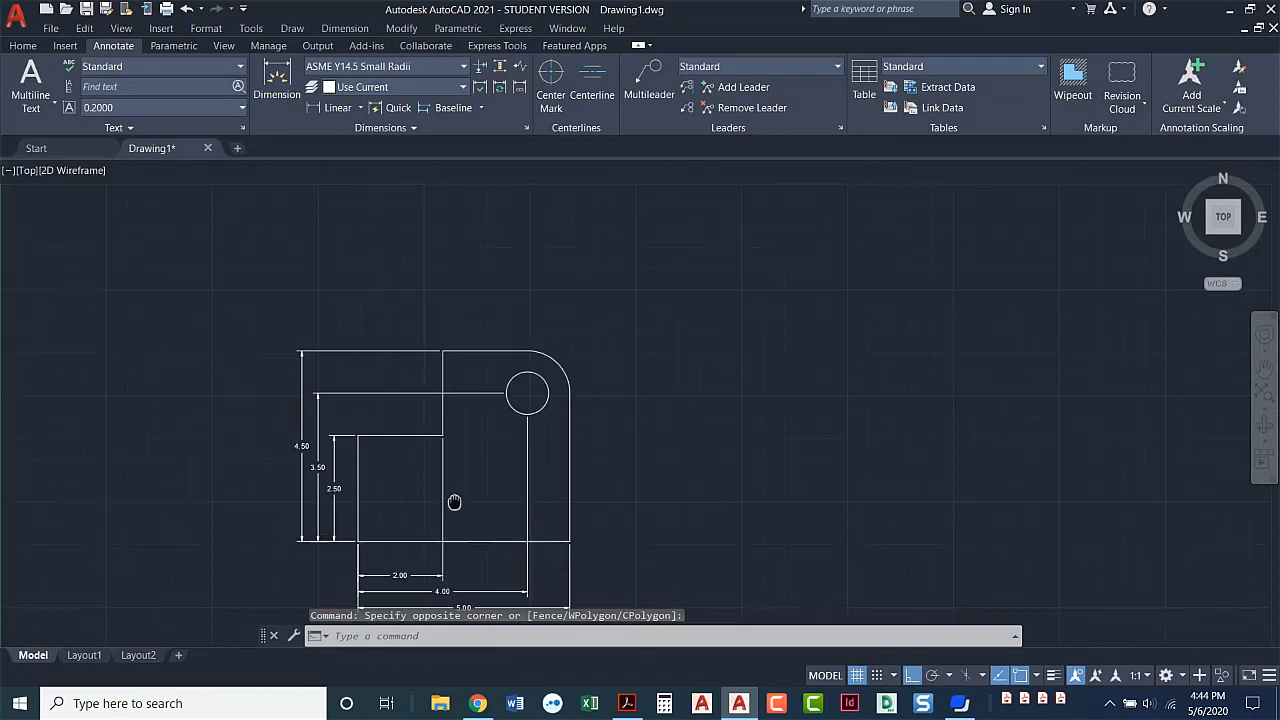 Autodesk AutoCAD 2021 - STUDENT VERSION Drawing1.dwg
Type a keyword or phrase
Sign In
File Edit View Insert Format Tools Draw Dimension Modify Parametric Express Window Help
Home Insert Annotate Parametric View Manage Output Add-ins Collaborate Express Tools Featured Apps
Multiline
Text
Standard
Find text
0.2000
Text
Dimension
ASME Y14.5 Small Radii
Use Current
Linear Quick Baseline
Dimensions
Center
Mark
Centerline
Centerlines
Multileader
Standard
Add Leader
Remove Leader
Leaders
Table
Standard
Extract Data
Link Data
Tables
Wipeout
Revision
Cloud
Markup
Add
Current Scale
Annotation Scaling
Start
Drawing1*
[−][Top][2D Wireframe]
N
W TOP E
S
WCS
4.50
3.50
2.50
2.00
4.00
5.00
Command: Specify opposite corner or [Fence/WPolygon/CPolygon]:
Type a command
Model Layout1 Layout2
MODEL
1:1
Type here to search
4:44 PM
5/6/2020